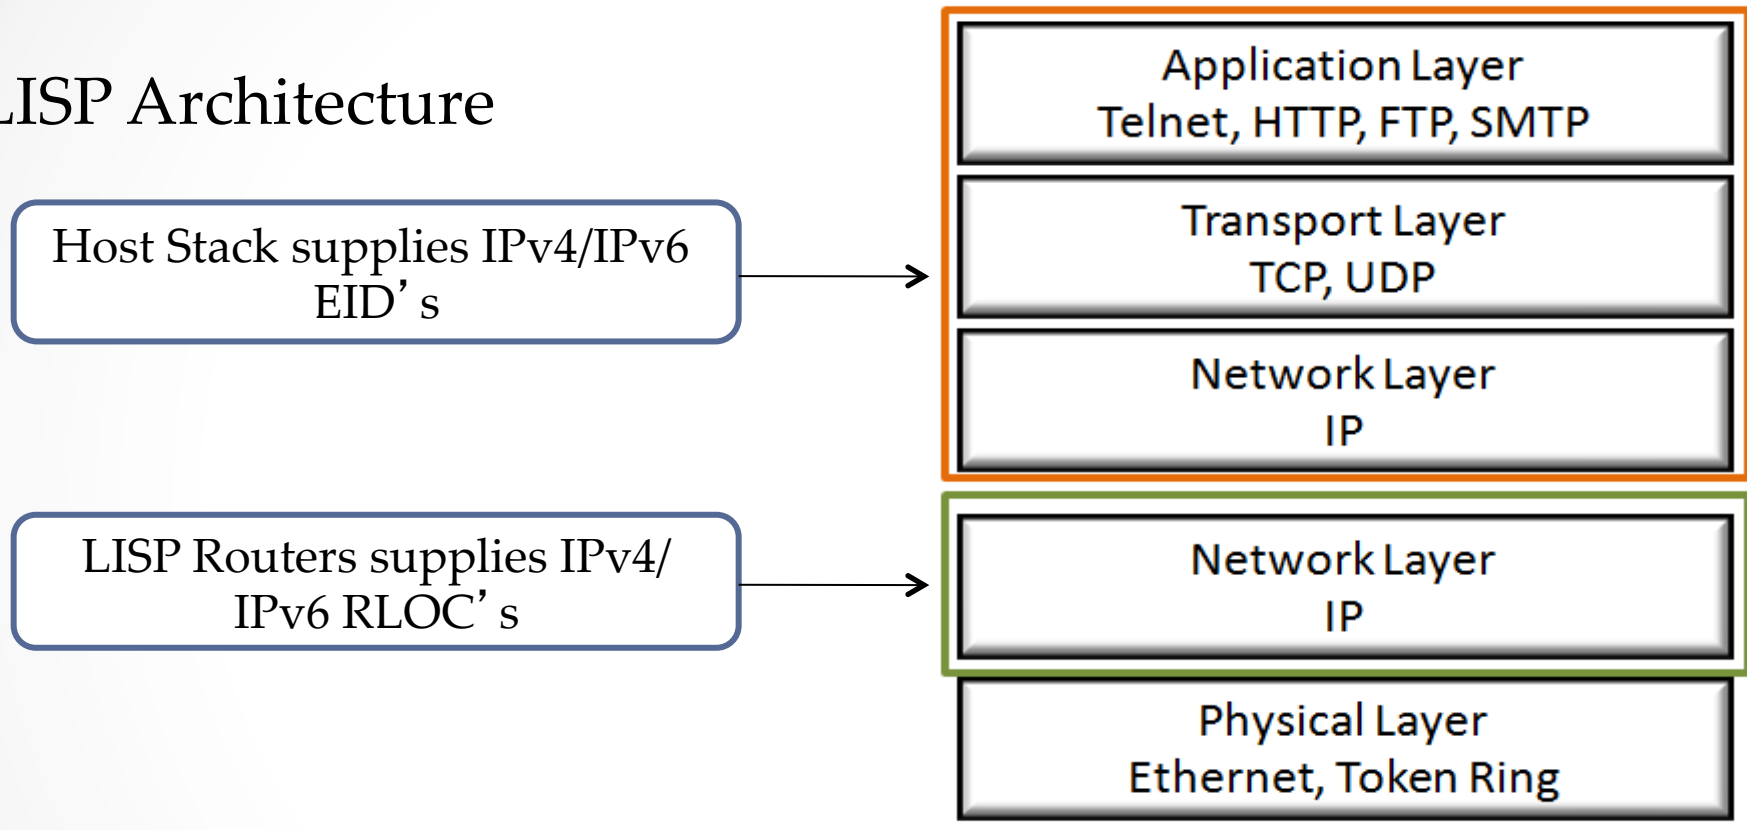 LISP Architecture
Host Stack supplies IPv4/IPv6
EID’s
LISP Routers supplies IPv4/
IPv6 RLOC’s
Application Layer
Telnet, HTTP, FTP, SMTP
Transport Layer
TCP, UDP
Network Layer
IP
Network Layer
IP
Physical Layer
Ethernet, Token Ring